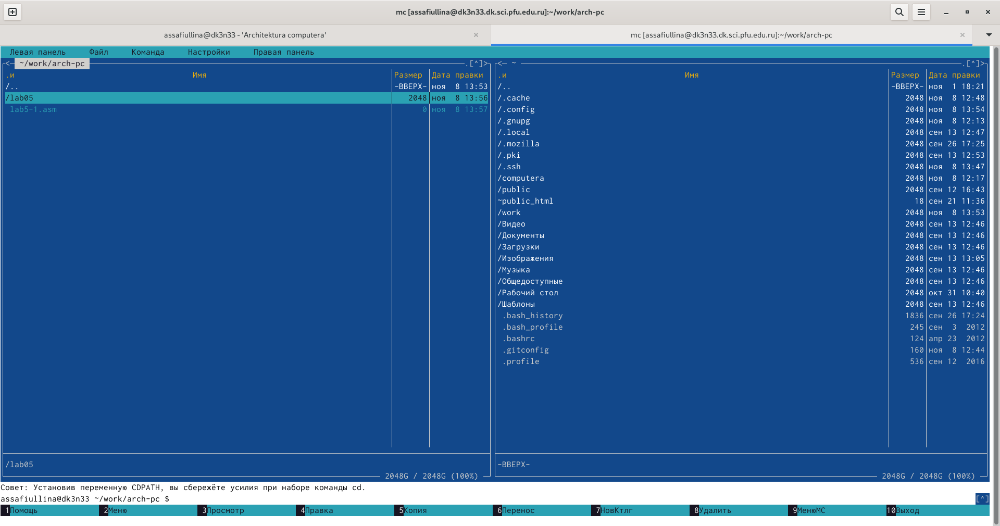 mc [assafiullina@dk3n33.dk.sci.pfu.edu.ru]:~/work/arch-pc
assafiullina@dk3n33 - 'Architektura computera' × mc [assafiullina@dk3n33.dk.sci.pfu.edu.ru]:~/work/arch-pc ×
Левая панель Файл Команда Настройки Правая панель
<─ ~/work/arch-pc .[^]>
.и Имя Размер Дата правки
/.. -ВВЕРХ- ноя 8 13:53
/lab05 2048 ноя 8 13:56
lab5-1.asm 0 ноя 8 13:57
/lab05
2048G / 2048G (100%)
<─ ~ .[^]>
.и Имя Размер Дата правки
/.. -ВВЕРХ- ноя 1 18:21
/.cache 2048 ноя 8 12:48
/.config 2048 ноя 8 13:54
/.gnupg 2048 ноя 8 12:13
/.local 2048 сен 13 12:47
/.mozilla 2048 сен 26 17:25
/.pki 2048 сен 13 12:53
/.ssh 2048 ноя 8 13:47
/computera 2048 ноя 8 12:17
/public 2048 сен 12 16:43
~public_html 18 сен 21 11:36
/work 2048 ноя 8 13:53
/Видео 2048 сен 13 12:46
/Документы 2048 сен 13 12:46
/Загрузки 2048 сен 13 12:46
/Изображения 2048 сен 13 13:05
/Музыка 2048 сен 13 12:46
/Общедоступные 2048 сен 13 12:46
/Рабочий стол 2048 окт 31 10:40
/Шаблоны 2048 сен 13 12:46
.bash_history 1836 сен 26 17:24
.bash_profile 245 сен 3 2012
.bashrc 124 апр 23 2012
.gitconfig 160 ноя 8 12:44
.profile 536 сен 12 2016
-ВВЕРХ-
2048G / 2048G (100%)
Совет: Установив переменную CDPATH, вы сбережёте усилия при наборе команды cd.
assafiullina@dk3n33 ~/work/arch-pc $ [^]
1Помощь 2Меню 3Просмотр 4Правка 5Копия 6Перенос 7НовКтлг 8Удалить 9МенюМС 10Выход